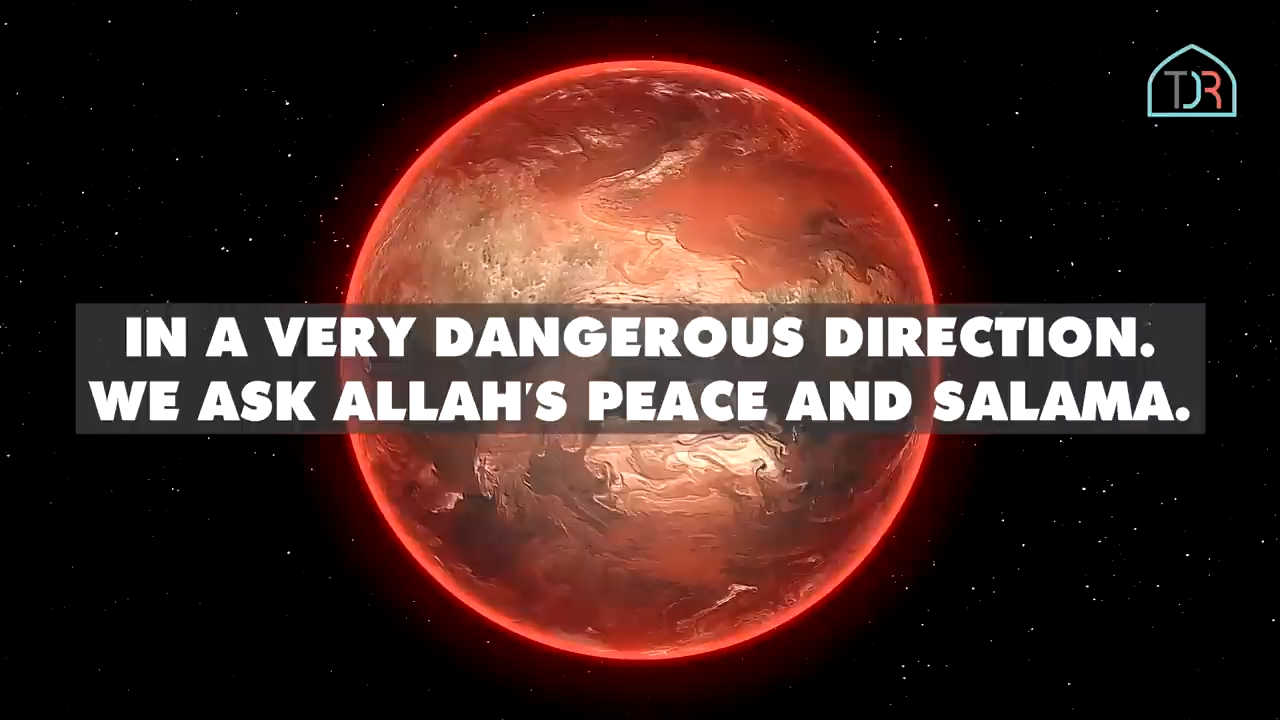 TDR
IN A VERY DANGEROUS DIRECTION.
WE ASK ALLAH'S PEACE AND SALAMA.